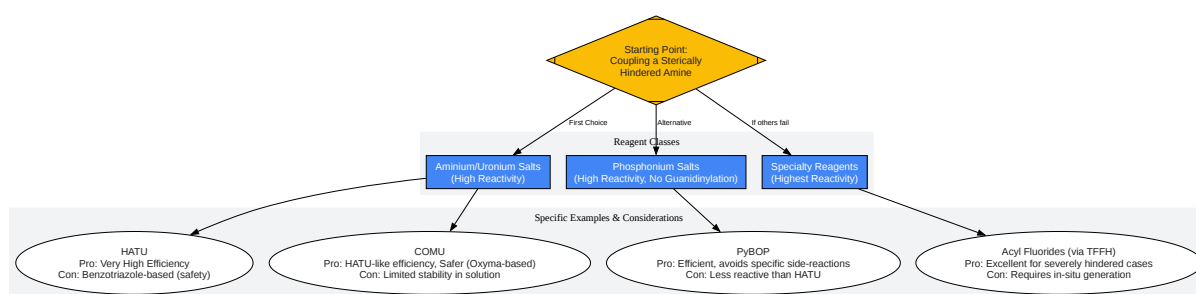 Starting Point:
Coupling a Sterically
Hindered Amine
First Choice
Alternative
If others fail
Reagent Classes
Aminium/Uronium Salts
(High Reactivity)
Phosphonium Salts
(High Reactivity, No Guanidinylation)
Specialty Reagents
(Highest Reactivity)
Specific Examples & Considerations
HATU
Pro: Very High Efficiency
Con: Benzotriazole-based (safety)
COMU
Pro: HATU-like efficiency, Safer (Oxyma-based)
Con: Limited stability in solution
PyBOP
Pro: Efficient, avoids specific side-reactions
Con: Less reactive than HATU
Acyl Fluorides (via TFFH)
Pro: Excellent for severely hindered cases
Con: Requires in-situ generation